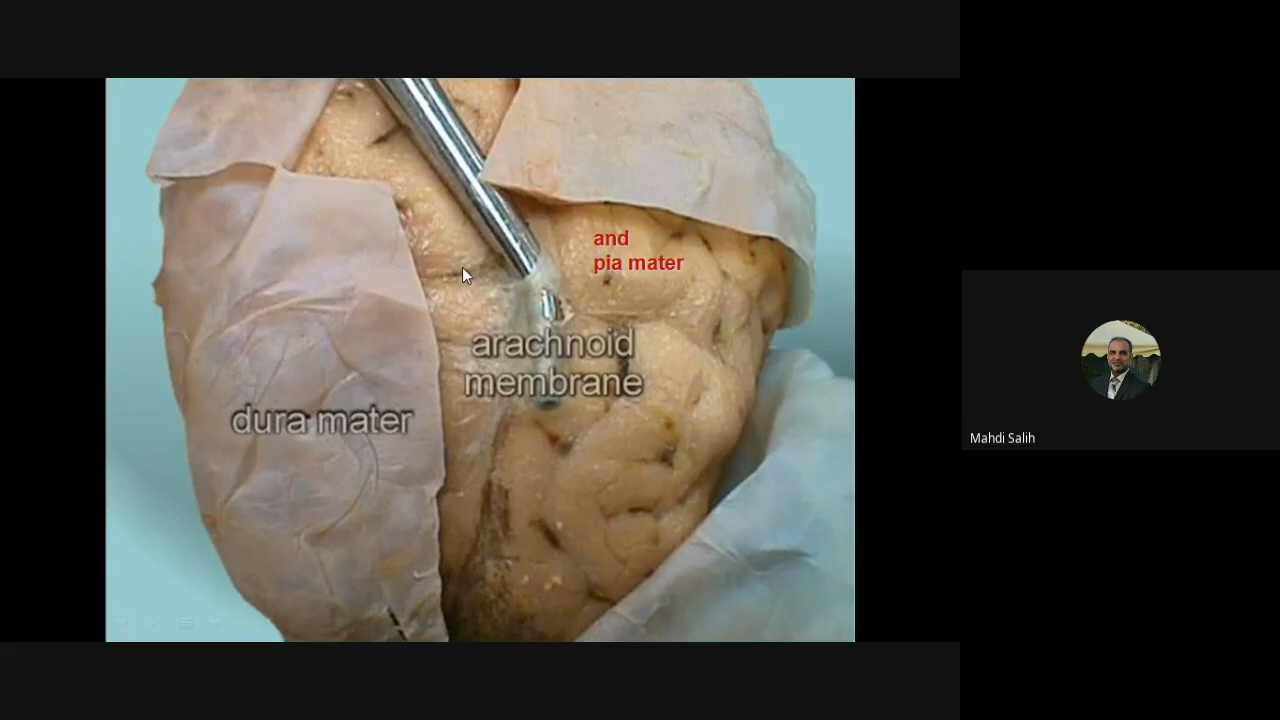 and
pia mater
arachnoid
membrane
dura mater
Mahdi Salih